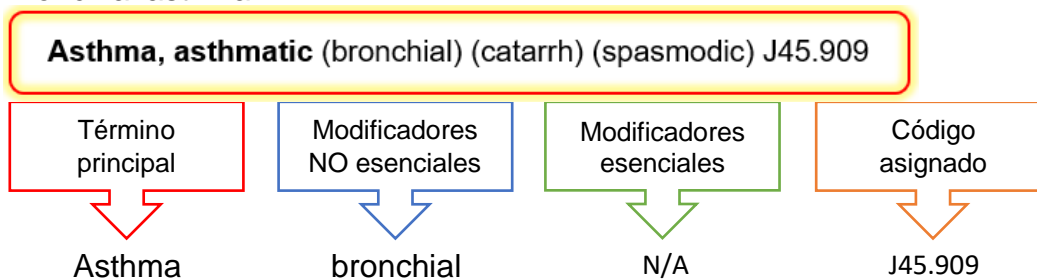 Asthma, asthmatic (bronchial) (catarrh) (spasmodic) J45.909
Término
principal
Modificadores
NO esenciales
Modificadores
esenciales
Código
asignado
Asthma
bronchial
N/A
J45.909